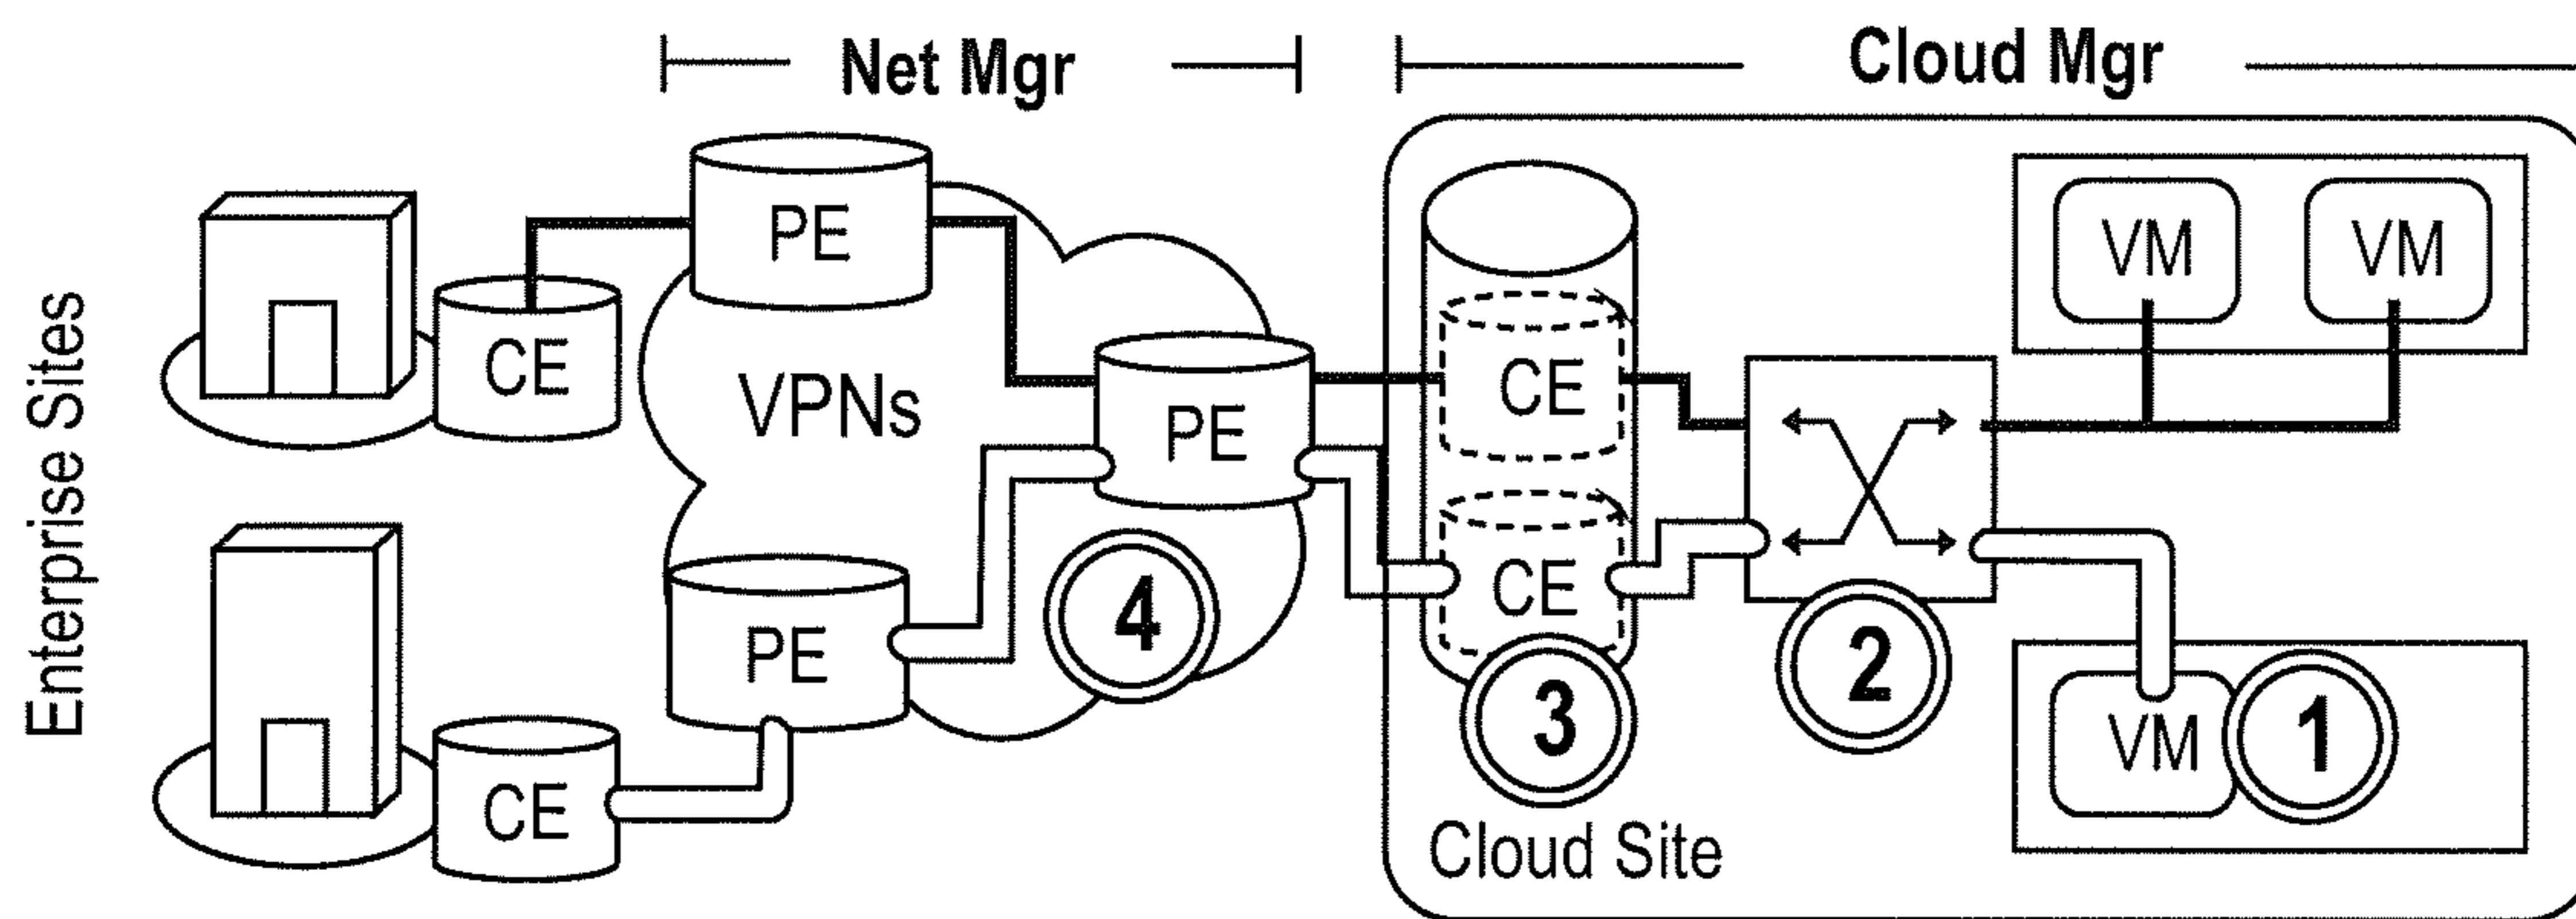 Net Mgr
Cloud Mgr
Enterprise Sites
PE
CE
VPNs
PE
CE
VM
VM
PE
CE
4
CE
3
2
VM
1
CE
Cloud Site